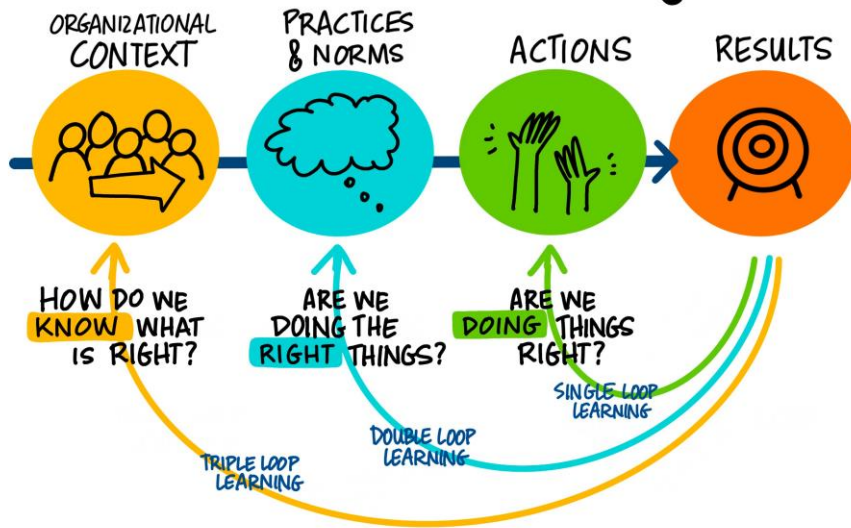 ORGANIZATIONAL
CONTEXT
PRACTICES
& NORMS
ACTIONS
RESULTS
HOW DO WE
KNOW WHAT
IS RIGHT?
ARE WE
DOING THE
RIGHT THINGS?
ARE WE
DOING THINGS
RIGHT?
SINGLE LOOP
LEARNING
DOUBLE LOOP
LEARNING
TRIPLE LOOP
LEARNING